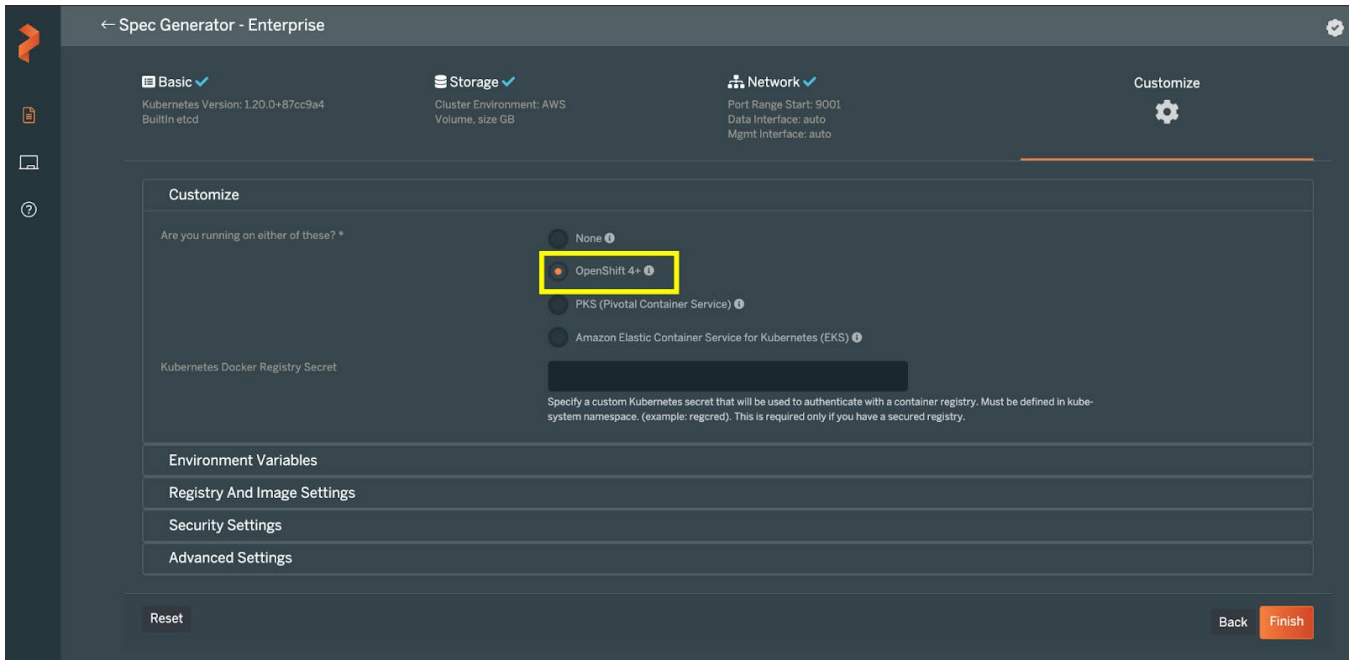 Spec Generator - Enterprise
Basic
Kubernetes Version: 1.20.0+87cc9a4
BuiltIn etcd
Storage
Cluster Environment: AWS
Volume, size GB
Network
Port Range Start: 9001
Data Interface: auto
Mgmt Interface: auto
Customize
Customize
Are you running on either of these? *
None
OpenShift 4+
PKS (Pivotal Container Service)
Amazon Elastic Container Service for Kubernetes (EKS)
Kubernetes Docker Registry Secret
Specify a custom Kubernetes secret that will be used to authenticate with a container registry. Must be defined in kube-
system namespace. (example: regcred). This is required only if you have a secured registry.
Environment Variables
Registry And Image Settings
Security Settings
Advanced Settings
Reset
Back
Finish